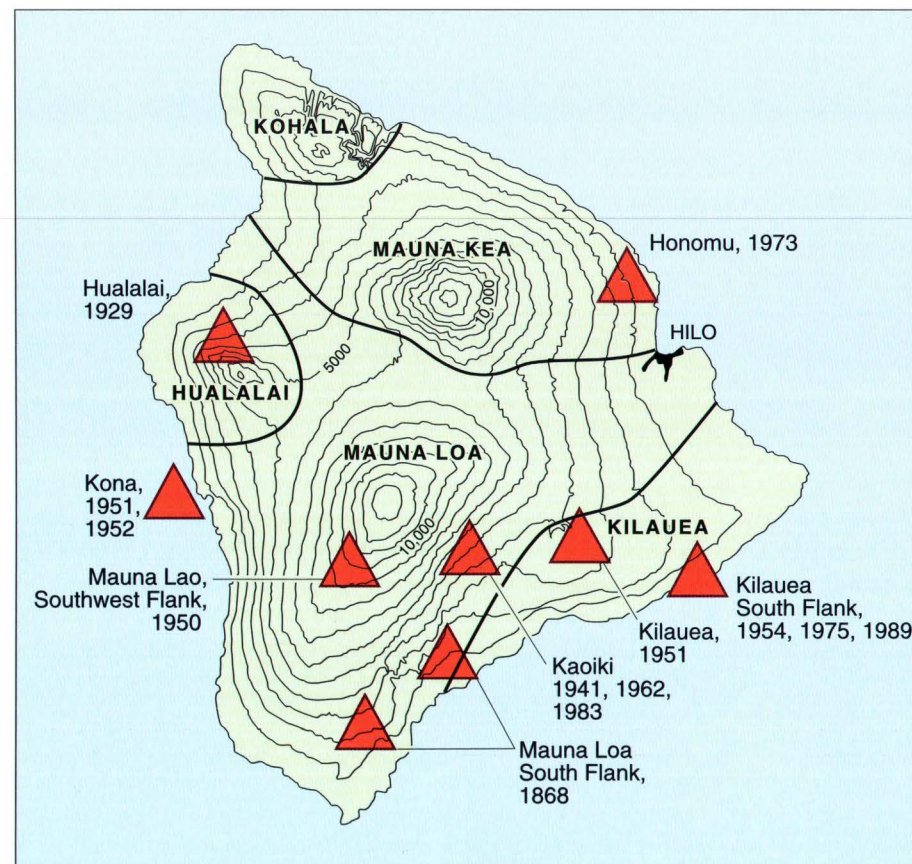 KOHALA
MAUNA KEA
10,000
Honomu, 1973
Hualalai,
1929
HILO
5000
HUALALAI
MAUNA LOA
10,000
Kona,
1951,
1952
KILAUEA
Mauna Lao,
Southwest Flank,
1950
Kilauea
South Flank,
1954, 1975, 1989
Kilauea,
1951
Kaoiki
1941, 1962,
1983
Mauna Loa
South Flank,
1868